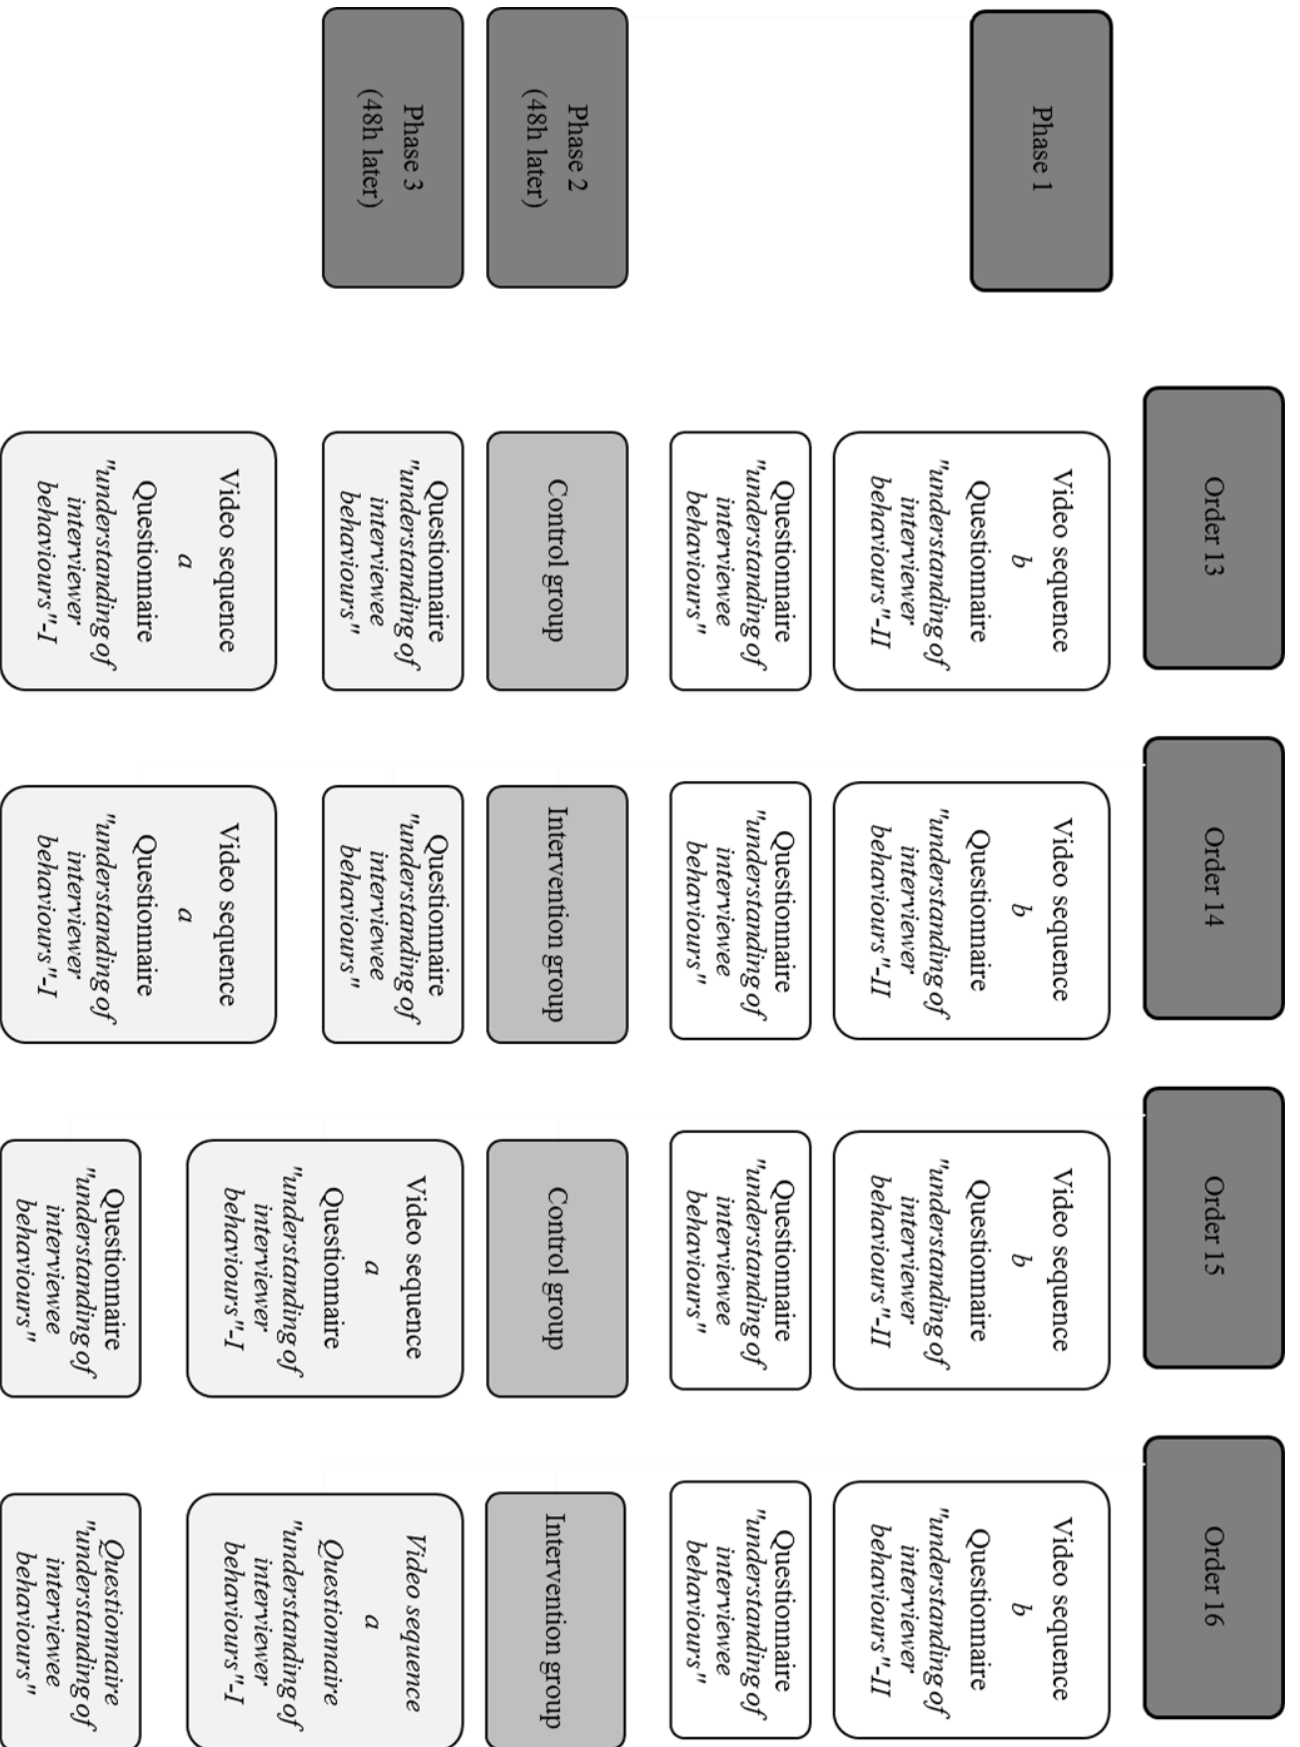 Order 13
Order 14
Order 15
Order 16
Phase 1
Video sequence
b
Questionnaire
"understanding of
interviewer
behaviours"-II
Video sequence
b
Questionnaire
"understanding of
interviewer
behaviours"-II
Video sequence
b
Questionnaire
"understanding of
interviewer
behaviours"-II
Video sequence
b
Questionnaire
"understanding of
interviewer
behaviours"-II
Questionnaire
"understanding of
interviewee
behaviours"
Questionnaire
"understanding of
interviewee
behaviours"
Questionnaire
"understanding of
interviewee
behaviours"
Questionnaire
"understanding of
interviewee
behaviours"
Phase 2
(48h later)
Control group
Intervention group
Control group
Intervention group
Phase 3
(48h later)
Questionnaire
"understanding of
interviewee
behaviours"
Questionnaire
"understanding of
interviewee
behaviours"
Video sequence
a
Questionnaire
"understanding of
interviewer
behaviours"-I
Video sequence
a
Questionnaire
"understanding of
interviewer
behaviours"-I
Video sequence
a
Questionnaire
"understanding of
interviewer
behaviours"-I
Video sequence
a
Questionnaire
"understanding of
interviewer
behaviours"-I
Questionnaire
"understanding of
interviewee
behaviours"
Questionnaire
"understanding of
interviewee
behaviours"